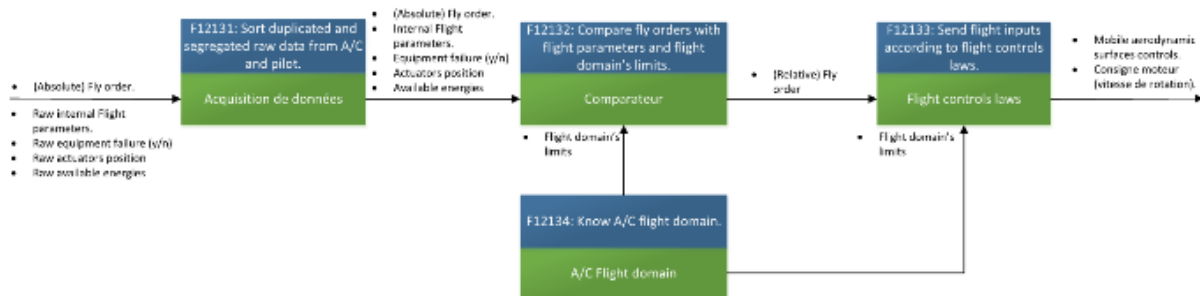 • (Absolute) Fly order.
• Raw internal Flight
parameters.
• Raw equipment failure (y/n)
• Raw actuators position
• Raw available energies
F12131: Sort duplicated and
segregated raw data from A/C
and pilot.
Acquisition de données
• (Absolute) Fly order.
• Internal Flight
parameters.
• Equipment failure (y/n)
• Actuators position
• Available energies
F12132: Compare fly orders with
flight parameters and flight
domain's limits.
Comparateur
• Flight domain's
limits
• (Relative) Fly
order
F12133: Send flight inputs
according to flight controls
laws.
Flight controls laws
• Flight domain's
limits
• Mobile aerodynamic
surfaces controls.
• Consigne moteur
(vitesse de rotation).
F12134: Know A/C flight domain.
A/C Flight domain